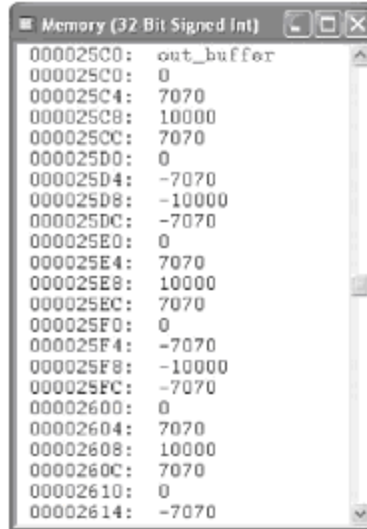 Memory (32 Bit Signed Int)
000025C0: out_buffer
000025C0: 0
000025C4: 7070
000025C8: 10000
000025CC: 7070
000025D0: 0
000025D4: -7070
000025D8: -10000
000025DC: -7070
000025E0: 0
000025E4: 7070
000025E8: 10000
000025EC: 7070
000025F0: 0
000025F4: -7070
000025F8: -10000
000025FC: -7070
00002600: 0
00002604: 7070
00002608: 10000
0000260C: 7070
00002610: 0
00002614: -7070